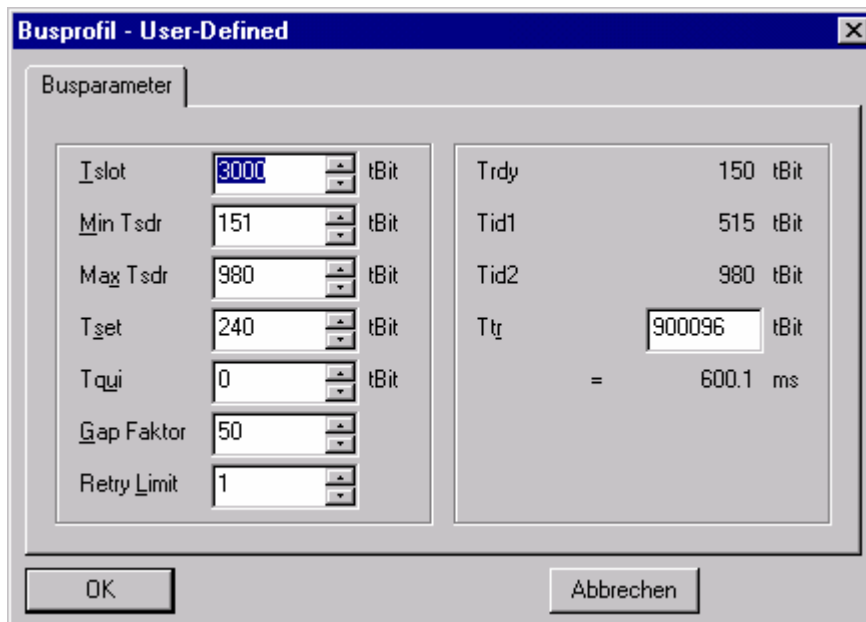 Busprofil - User-Defined
Busparameter
Tslot 3000 tBit
Min Tsdr 151 tBit
Max Tsdr 980 tBit
Tset 240 tBit
Tqui 0 tBit
Gap Faktor 50
Retry Limit 1
Trdy 150 tBit
Tid1 515 tBit
Tid2 980 tBit
Ttr 900096 tBit
= 600.1 ms
OK
Abbrechen